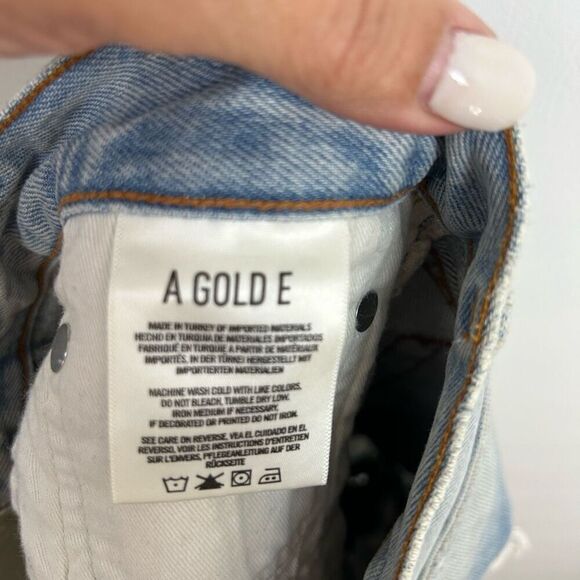 A GOLD E
MADE IN TURKEY OF IMPORTED MATERIALS
HECHO EN TURQUIA DE MATERIALES IMPORTADOS
FABRIQUÉ EN TURQUIE A PARTIR DE MATÉRIAUX
IMPORTÉS, IN DER TÜRKEI HERGESTELLT MIT
IMPORTIERTEN MATERIALIEN
MACHINE WASH COLD WITH LIKE COLORS.
DO NOT BLEACH. TUMBLE DRY LOW.
IRON MEDIUM IF NECESSARY.
IF DECORATED OR PRINTED DO NOT IRON.
SEE CARE ON REVERSE, VEA EL CUIDADO EN EL
REVERSO, VOIR LES INSTRUCTIONS D'ENTRETIEN
SUR L'ENVERS, PFLEGEANLEITUNG AUF DER
RÜCKSEITE